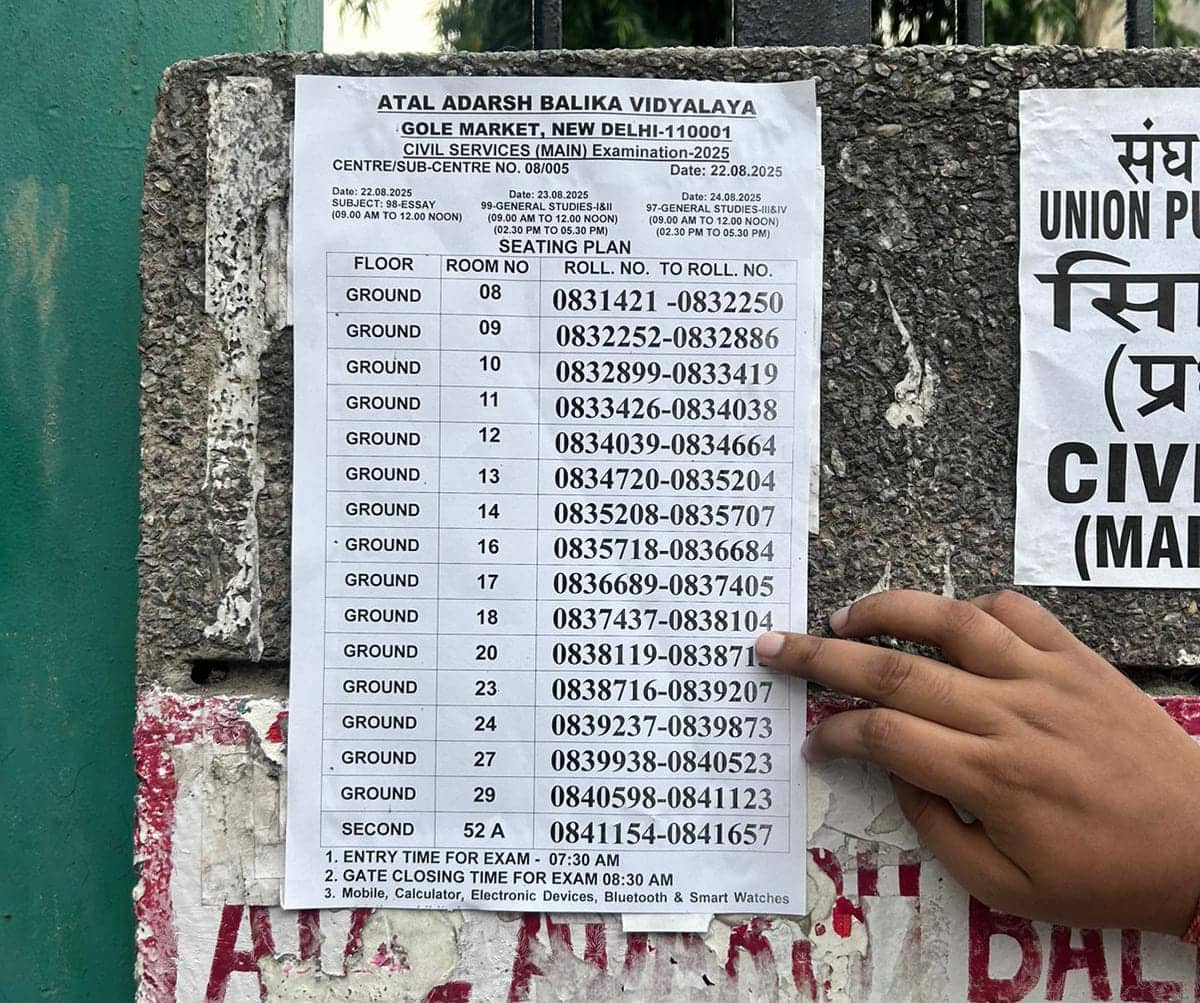 ATAL ADARSH BALIKA VIDYALAYA
GOLE MARKET, NEW DELHI-110001
CIVIL SERVICES (MAIN) Examination-2025
CENTRE/SUB-CENTRE NO. 08/005 Date: 22.08.2025
Date: 22.08.2025
SUBJECT: 98-ESSAY
(09.00 AM TO 12.00 NOON)
Date: 23.08.2025
99-GENERAL STUDIES-I&II
(09.00 AM TO 12.00 NOON)
(02.30 PM TO 05.30 PM)
Date: 24.08.2025
97-GENERAL STUDIES-III&IV
(09.00 AM TO 12.00 NOON)
(02.30 PM TO 05.30 PM)
SEATING PLAN
FLOOR ROOM NO ROLL. NO. TO ROLL. NO.
GROUND 08 0831421 -0832250
GROUND 09 0832252-0832886
GROUND 10 0832899-0833419
GROUND 11 0833426-0834038
GROUND 12 0834039-0834664
GROUND 13 0834720-0835204
GROUND 14 0835208-0835707
GROUND 16 0835718-0836684
GROUND 17 0836689-0837405
GROUND 18 0837437-0838104
GROUND 20 0838119-
GROUND 23 0838716-0839207
GROUND 24 0839237-0839873
GROUND 27 0839938-0840523
GROUND 29 0840598-0841123
SECOND 52 A 0841154-0841657
1. ENTRY TIME FOR EXAM - 07:30 AM
2. GATE CLOSING TIME FOR EXAM 08:30 AM
3. Mobile, Calculator, Electronic Devices, Bluetooth & Smart Watches
संघ
UNION
(MAI
CIVI